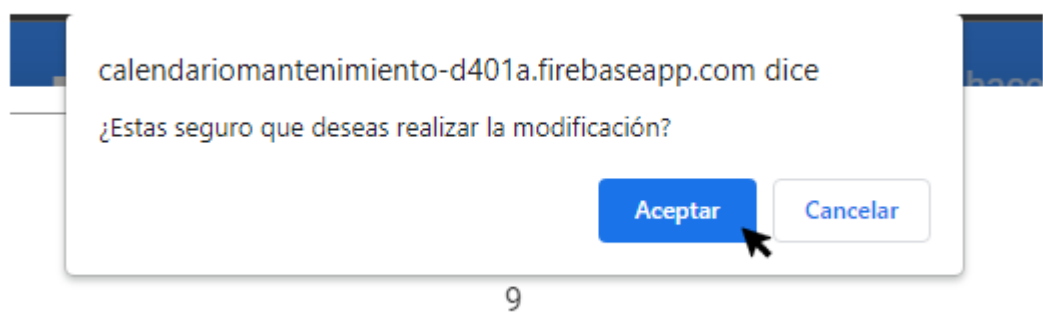 calendariomantenimiento-d401a.firebaseapp.com dice
¿Estas seguro que deseas realizar la modificación?
Aceptar
Cancelar
9